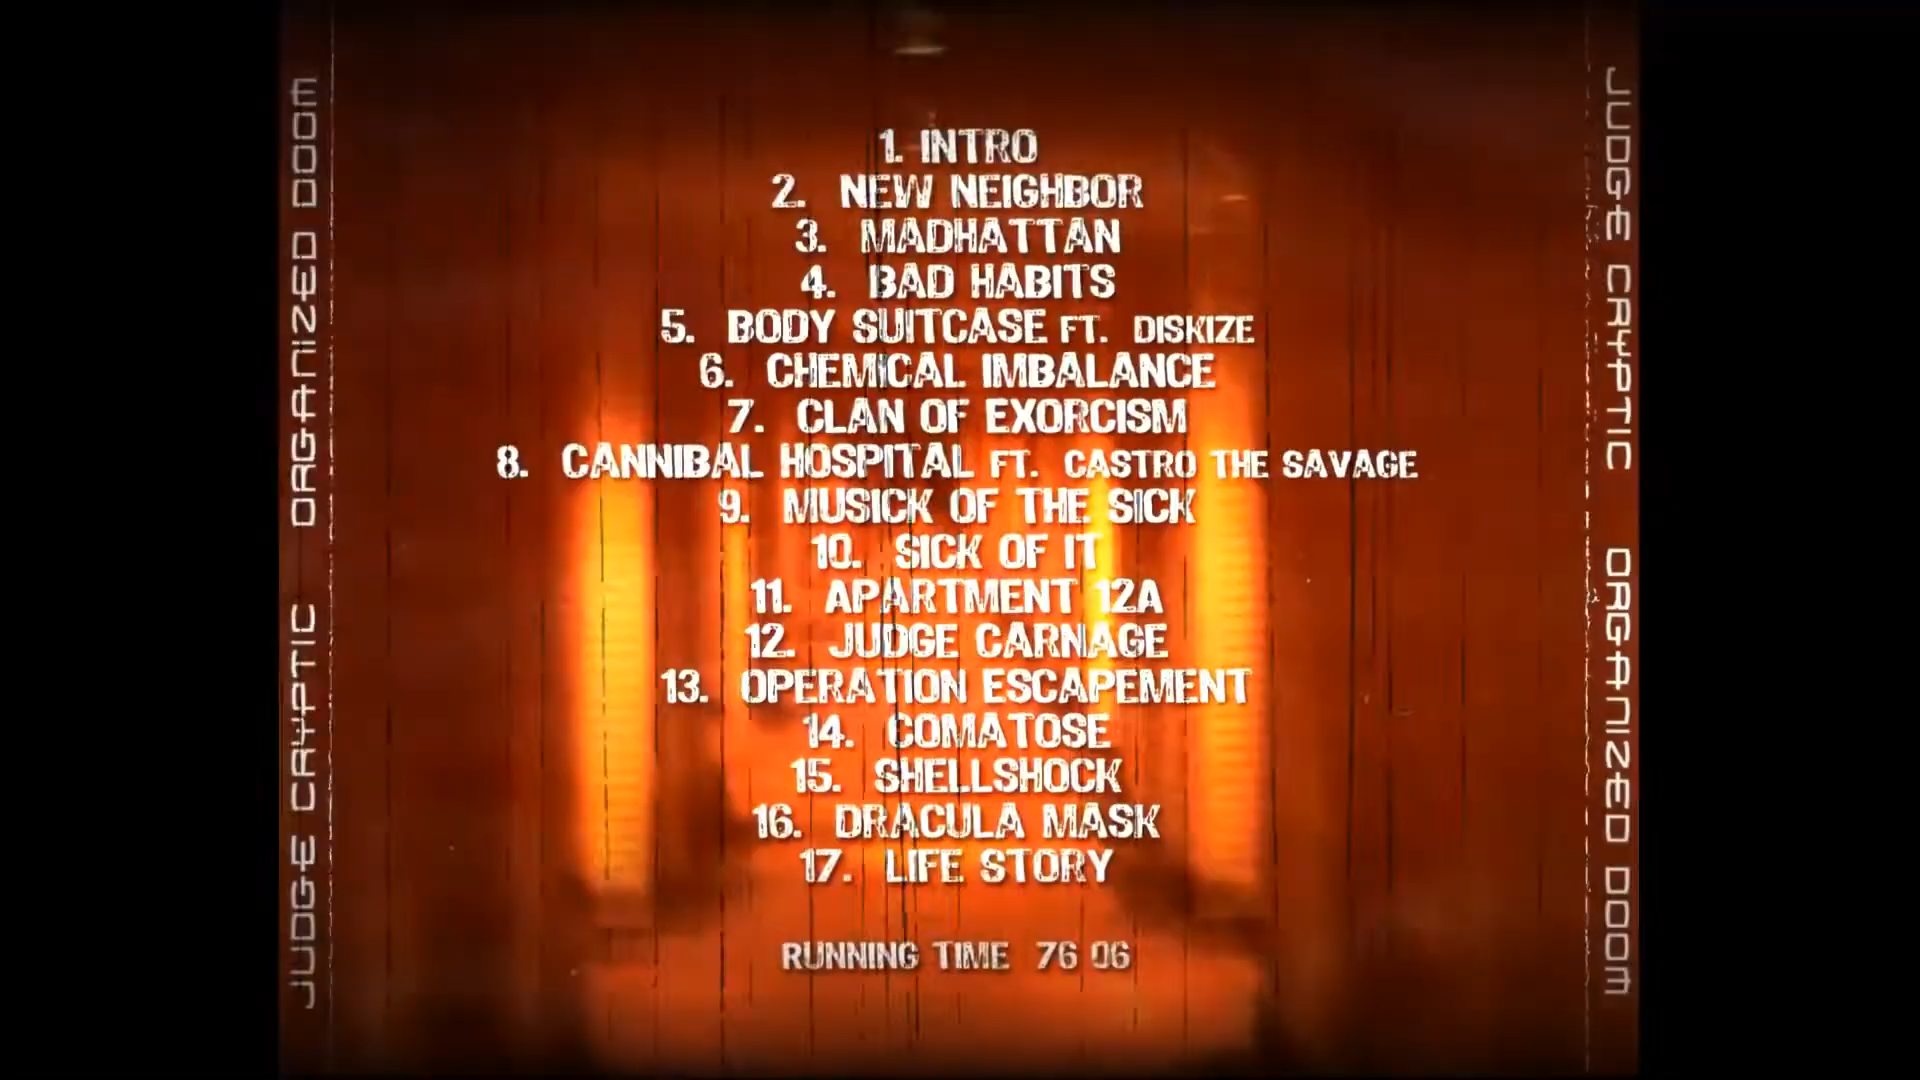 JUDGE CRYPTIC ORGANIZED DOOM
1. INTRO
2. NEW NEIGHBOR
3. MADHATTAN
4. BAD HABITS
5. BODY SUITCASE FT. DISKIZE
6. CHEMICAL IMBALANCE
7. CLAN OF EXORCISM
8. CANNIBAL HOSPITAL FT. CASTRO THE SAVAGE
9. MUSICK OF THE SICK
10. SICK OF IT
11. APARTMENT 12A
12. JUDGE CARNAGE
13. OPERATION ESCAPEMENT
14. COMATOSE
15. SHELLSHOCK
16. DRACULA MASK
17. LIFE STORY
RUNNING TIME 76 06
JUDGE CRYPTIC ORGANIZED DOOM